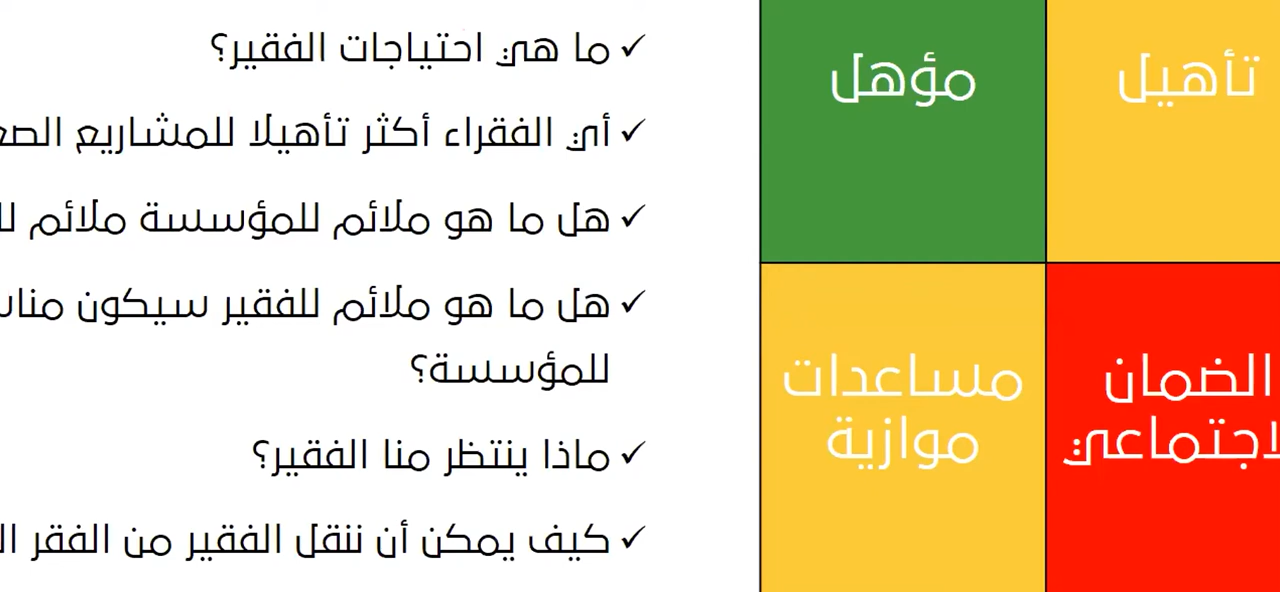 ما هي احتياجات الفقير؟
أي الفقراء أكثر تأهيلا للمشاريع
هل ما هو ملائم للمؤسسة ملائم
هل ما هو ملائم للفقير سيكون
للمؤسسة؟
ماذا ينتظر منا الفقير؟
كيف يمكن أن ننقل الفقير من الفقر
تأهيل
مؤهل
الضمان
مساعدات
موازية